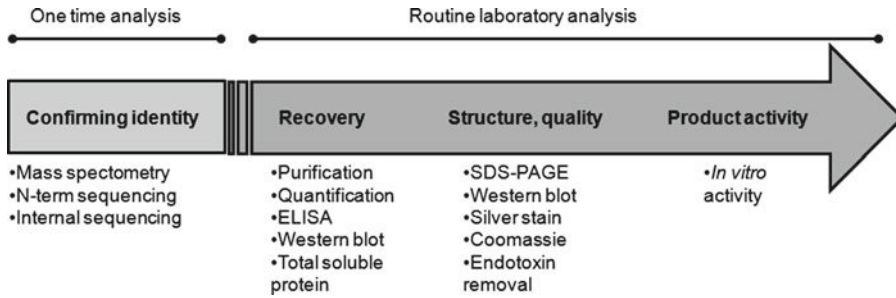 One time analysis
Routine laboratory analysis
Confirming identity
Recovery
Structure, quality
Product activity
•Mass spectometry
•N-term sequencing
•Internal sequencing
•Purification
•Quantification
•ELISA
•Western blot
•Total soluble
protein
•SDS-PAGE
•Western blot
•Silver stain
•Coomassie
•Endotoxin
removal
•In vitro
activity